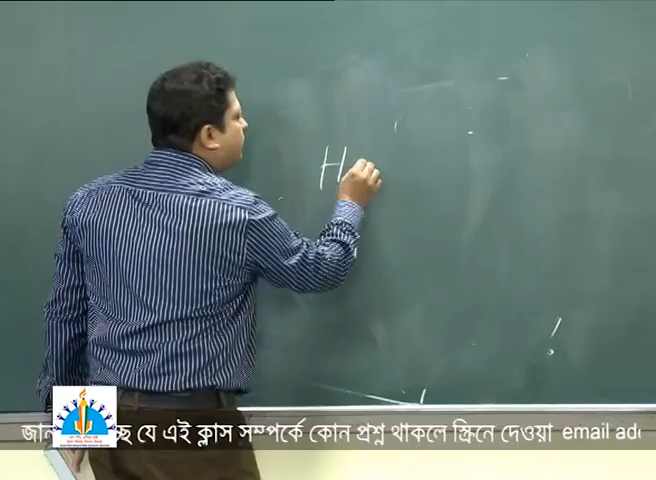 H
জান চ্ছে যে এই ক্লাস সম্পর্কে কোন প্রশ্ন থাকলে স্ক্রিনে দেওয়া email ad